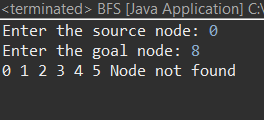 <terminated> BFS [Java Application] C:\
Enter the source node: 0
Enter the goal node: 8
0 1 2 3 4 5 Node not found